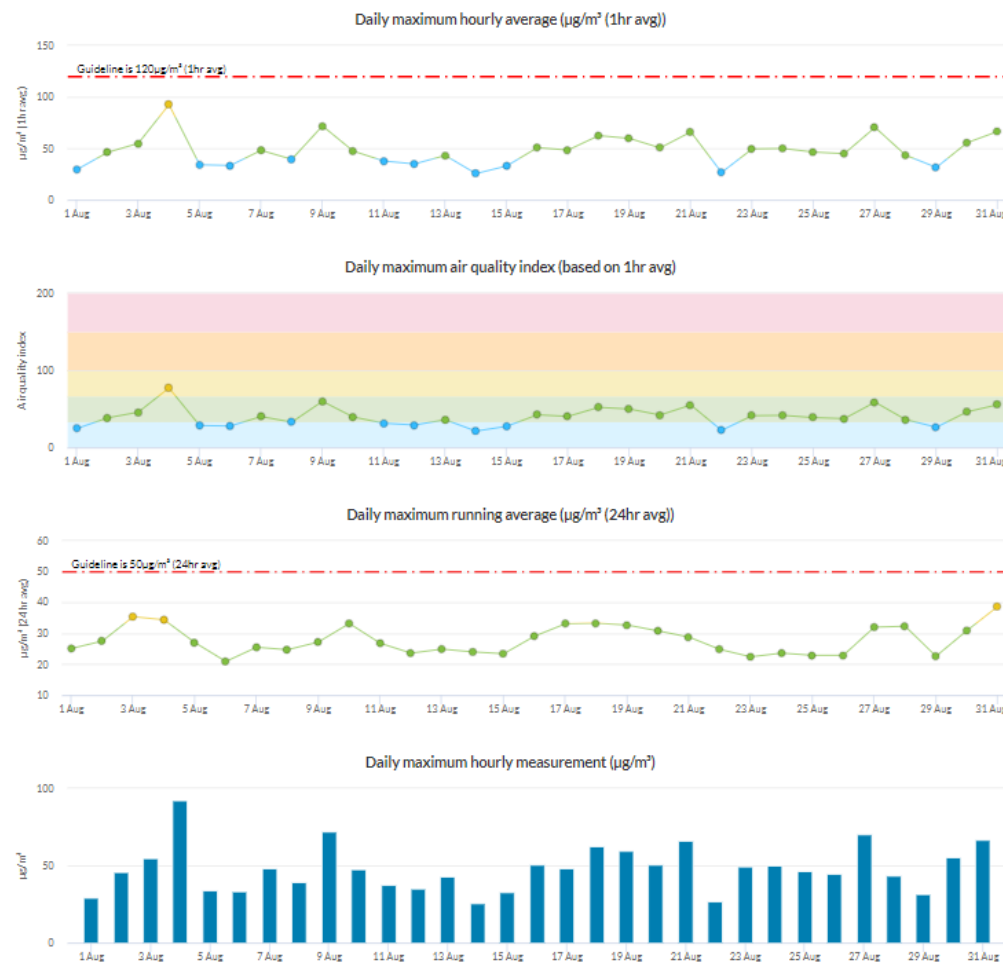 Daily maximum hourly average (µg/m³ (1hr avg))
150
Guideline is 120µg/m³ (1hr avg)
100
50
0
µg/m³ (1hr avg)
1 Aug 3 Aug 5 Aug 7 Aug 9 Aug 11 Aug 13 Aug 15 Aug 17 Aug 19 Aug 21 Aug 23 Aug 25 Aug 27 Aug 29 Aug 31 Aug
Daily maximum air quality index (based on 1hr avg)
200
100
0
Air quality index
1 Aug 3 Aug 5 Aug 7 Aug 9 Aug 11 Aug 13 Aug 15 Aug 17 Aug 19 Aug 21 Aug 23 Aug 25 Aug 27 Aug 29 Aug 31 Aug
Daily maximum running average (µg/m³ (24hr avg))
60
Guideline is 50µg/m³ (24hr avg)
50
40
30
20
10
µg/m³ (24hr avg)
1 Aug 3 Aug 5 Aug 7 Aug 9 Aug 11 Aug 13 Aug 15 Aug 17 Aug 19 Aug 21 Aug 23 Aug 25 Aug 27 Aug 29 Aug 31 Aug
Daily maximum hourly measurement (µg/m³)
100
50
0
µg/m³
1 Aug 3 Aug 5 Aug 7 Aug 9 Aug 11 Aug 13 Aug 15 Aug 17 Aug 19 Aug 21 Aug 23 Aug 25 Aug 27 Aug 29 Aug 31 Aug